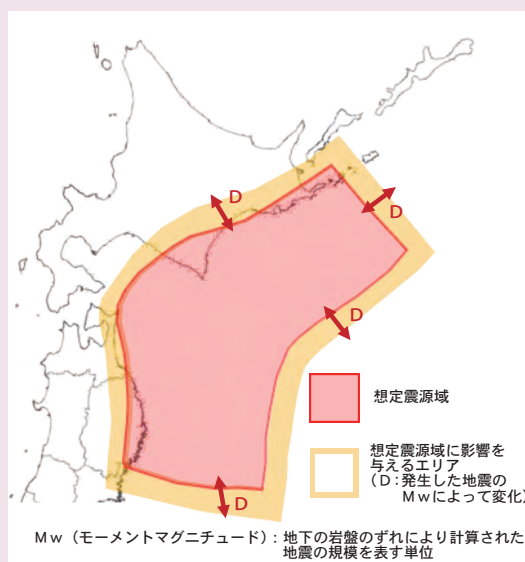 D
D
D
D
想定震源域
想定震源域に影響を
与えるエリア
（D：発生した地震の
Mwによって変化）
Mw（モーメントマグニチュード）：地下の岩盤のずれにより計算された
地震の規模を表す単位